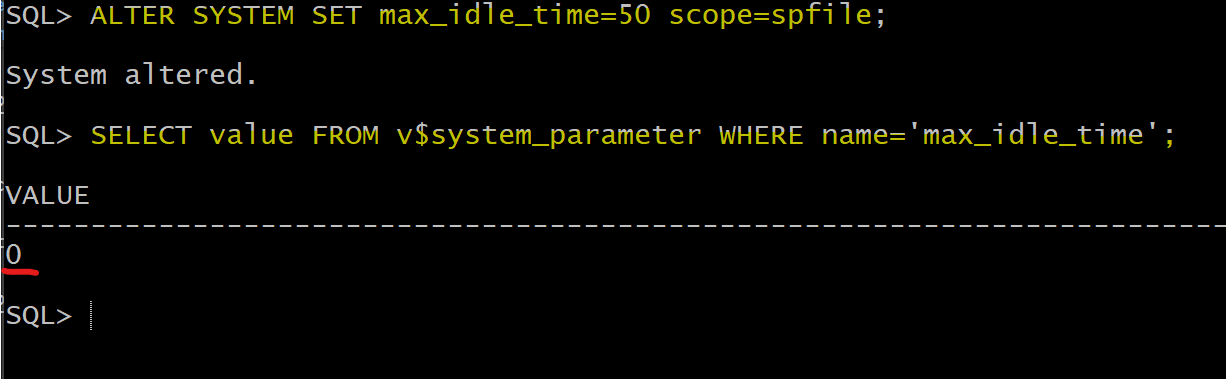 SQL> ALTER SYSTEM SET max_idle_time=50 scope=spfile;
System altered.
SQL> SELECT value FROM v$system_parameter WHERE name='max_idle_time';
VALUE
--------------------------------------------------------------------------------
0
SQL>